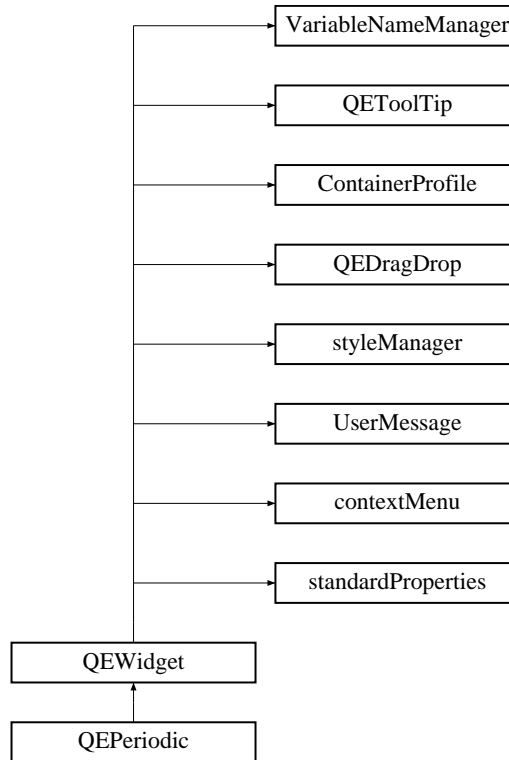 VariableNameManager
QEToolTip
ContainerProfile
QEDragDrop
styleManager
UserMessage
contextMenu
standardProperties
QEWidget
QEPeriodic